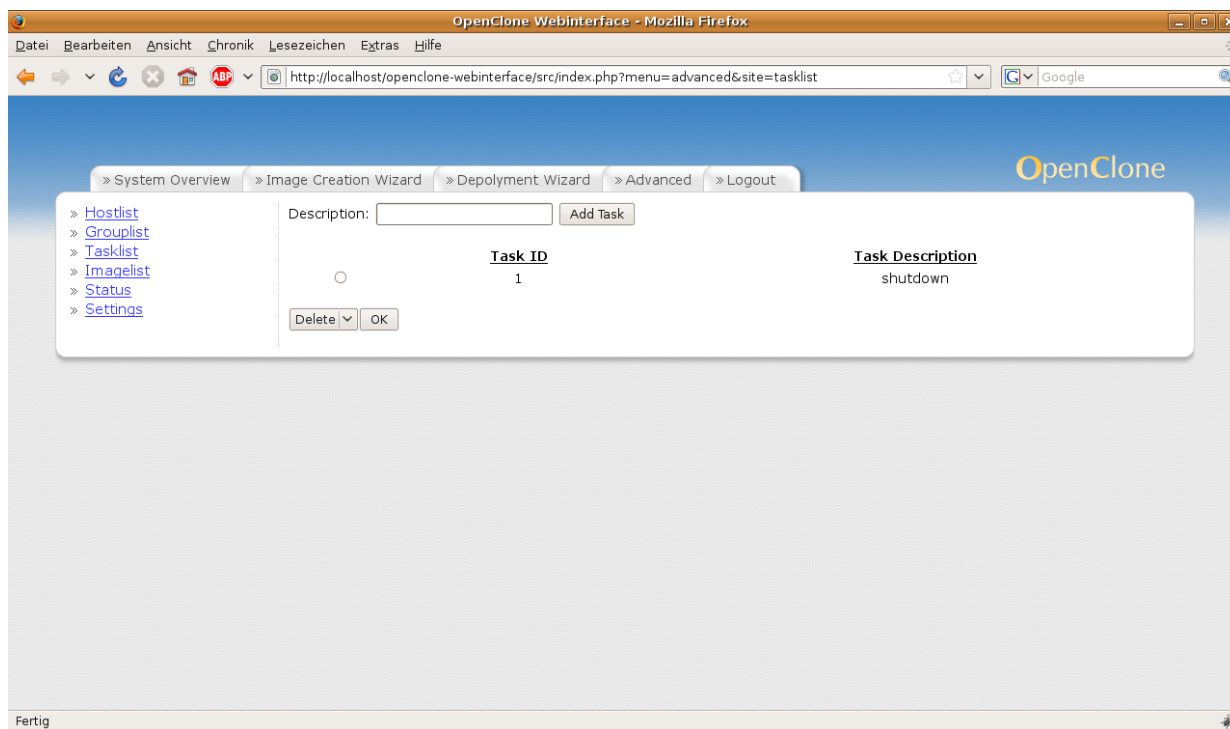 OpenClone Webinterface - Mozilla Firefox
Datei Bearbeiten Ansicht Chronik Lesezeichen Extras Hilfe
ABP http://localhost/openclone-webinterface/src/index.php?menu=advanced&site=tasklist G Google
OpenClone
» System Overview » Image Creation Wizard » Depolyment Wizard » Advanced » Logout
» Hostlist
» Grouplist
» Tasklist
» Imagelist
» Status
» Settings
Description: Add Task
Task ID Task Description
1 shutdown
Delete OK
Fertig